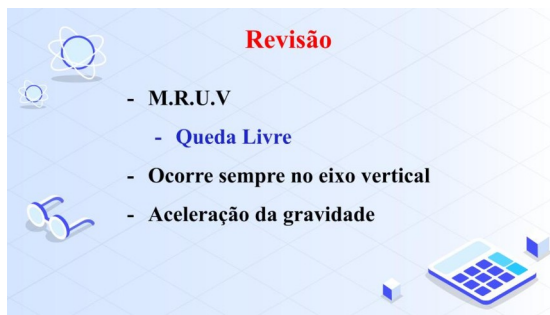 Revisão
- M.R.U.V
- Queda Livre
- Ocorre sempre no eixo vertical
- Aceleração da gravidade